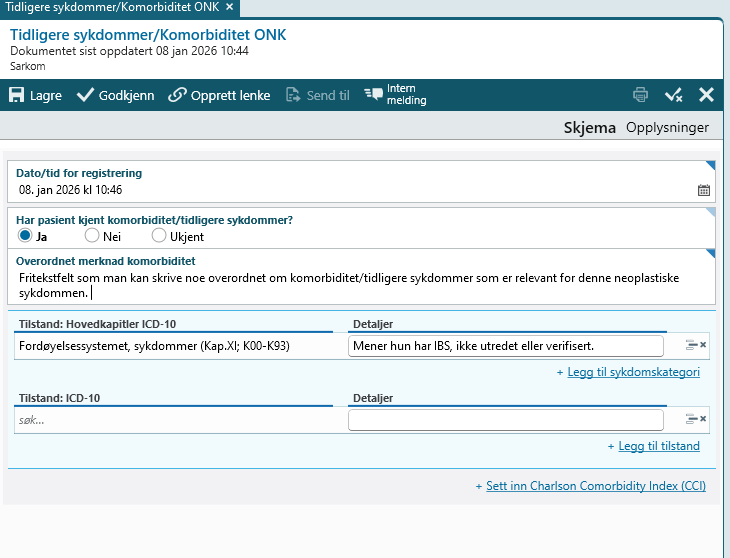 Tidligere sykdommer/Komorbiditet ONK ×
Tidligere sykdommer/Komorbiditet ONK
Dokumentet sist oppdatert 08 jan 2026 10:44
Sarkom
Lagre Godkjenn Opprett lenke Send til Intern melding
Skjema Opplysninger
Dato/tid for registrering
08. jan 2026 kl 10:46
Har pasient kjent komorbiditet/tidligere sykdommer?
Ja Nei Ukjent
Overordnet merknad komorbiditet
Fritekstfelt som man kan skrive noe overordnet om komorbiditet/tidligere sykdommer som er relevant for denne neoplastiske
sykdommen.
Tilstand: Hovedkapitler ICD-10 Detaljer
Fordøyelsessystemet, sykdommer (Kap.XI; K00-K93) Mener hun har IBS, ikke utredet eller verifisert.
+ Legg til sykdomskategori
Tilstand: ICD-10 Detaljer
søk...
+ Legg til tilstand
+ Sett inn Charlson Comorbidity Index (CCI)